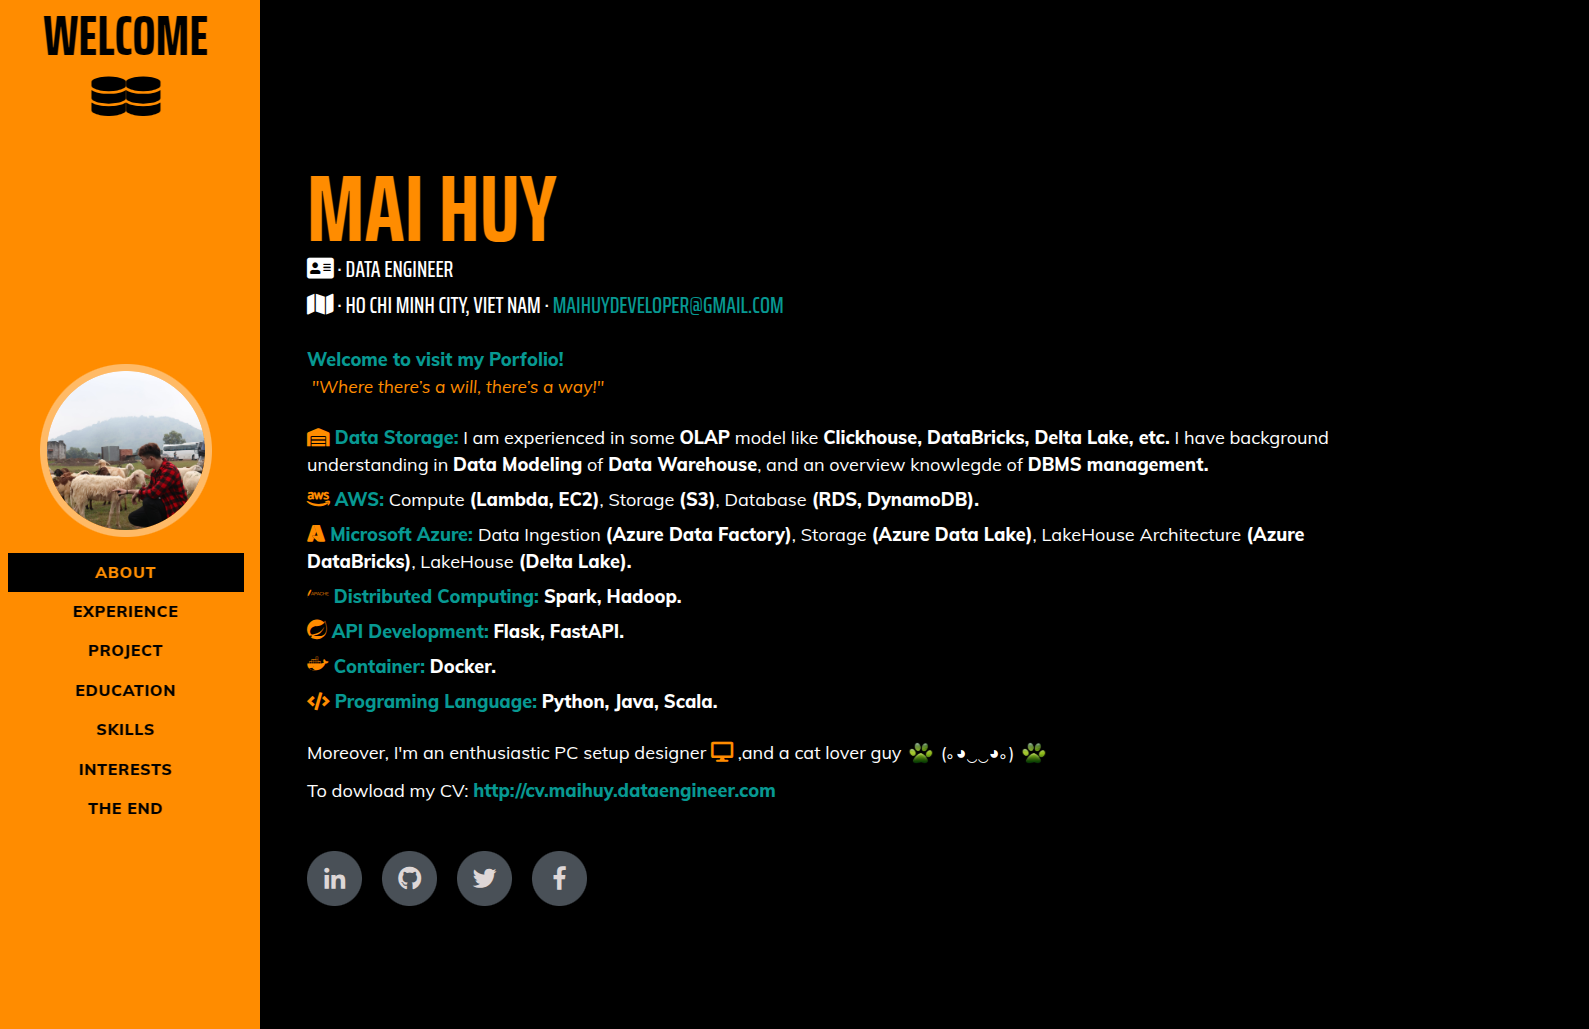 WELCOME
ABOUT
EXPERIENCE
PROJECT
EDUCATION
SKILLS
INTERESTS
THE END
MAI HUY
· DATA ENGINEER
· HO CHI MINH CITY, VIET NAM · MAIHUYDEVELOPER@GMAIL.COM
Welcome to visit my Porfolio!
"Where there's a will, there's a way!"
Data Storage: I am experienced in some OLAP model like Clickhouse, DataBricks, Delta Lake, etc. I have background
understanding in Data Modeling of Data Warehouse, and an overview knowlegde of DBMS management.
aws AWS: Compute (Lambda, EC2), Storage (S3), Database (RDS, DynamoDB).
Microsoft Azure: Data Ingestion (Azure Data Factory), Storage (Azure Data Lake), LakeHouse Architecture (Azure
DataBricks), LakeHouse (Delta Lake).
APACHE Distributed Computing: Spark, Hadoop.
API Development: Flask, FastAPI.
Container: Docker.
</> Programing Language: Python, Java, Scala.
Moreover, I'm an enthusiastic PC setup designer ,and a cat lover guy 🐾 (｡◕‿‿◕｡) 🐾
To dowload my CV: http://cv.maihuy.dataengineer.com
in f